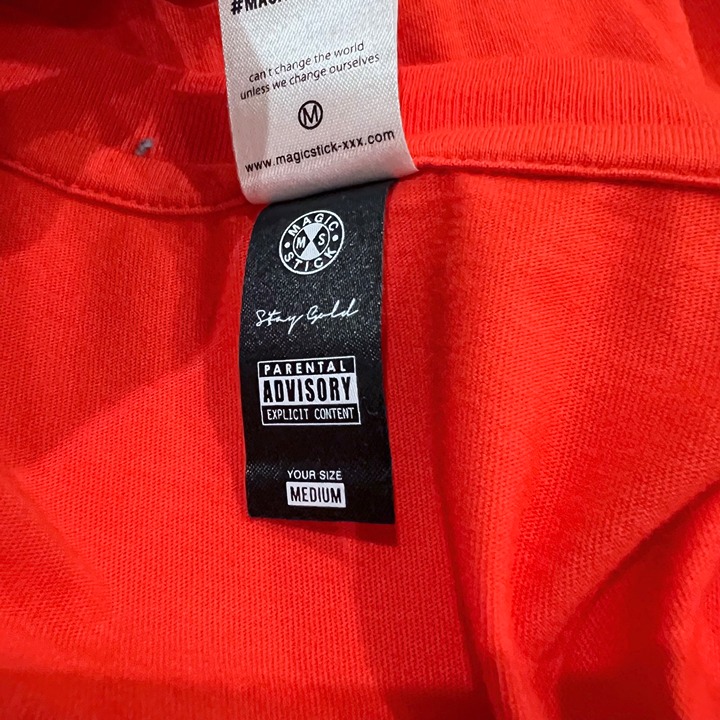 can't change the world
unless we change ourselves
M
www.magicstick-xxx.com
MAGIC
M S
STICK
Stay Gold
PARENTAL
ADVISORY
EXPLICIT CONTENT
YOUR SIZE
MEDIUM